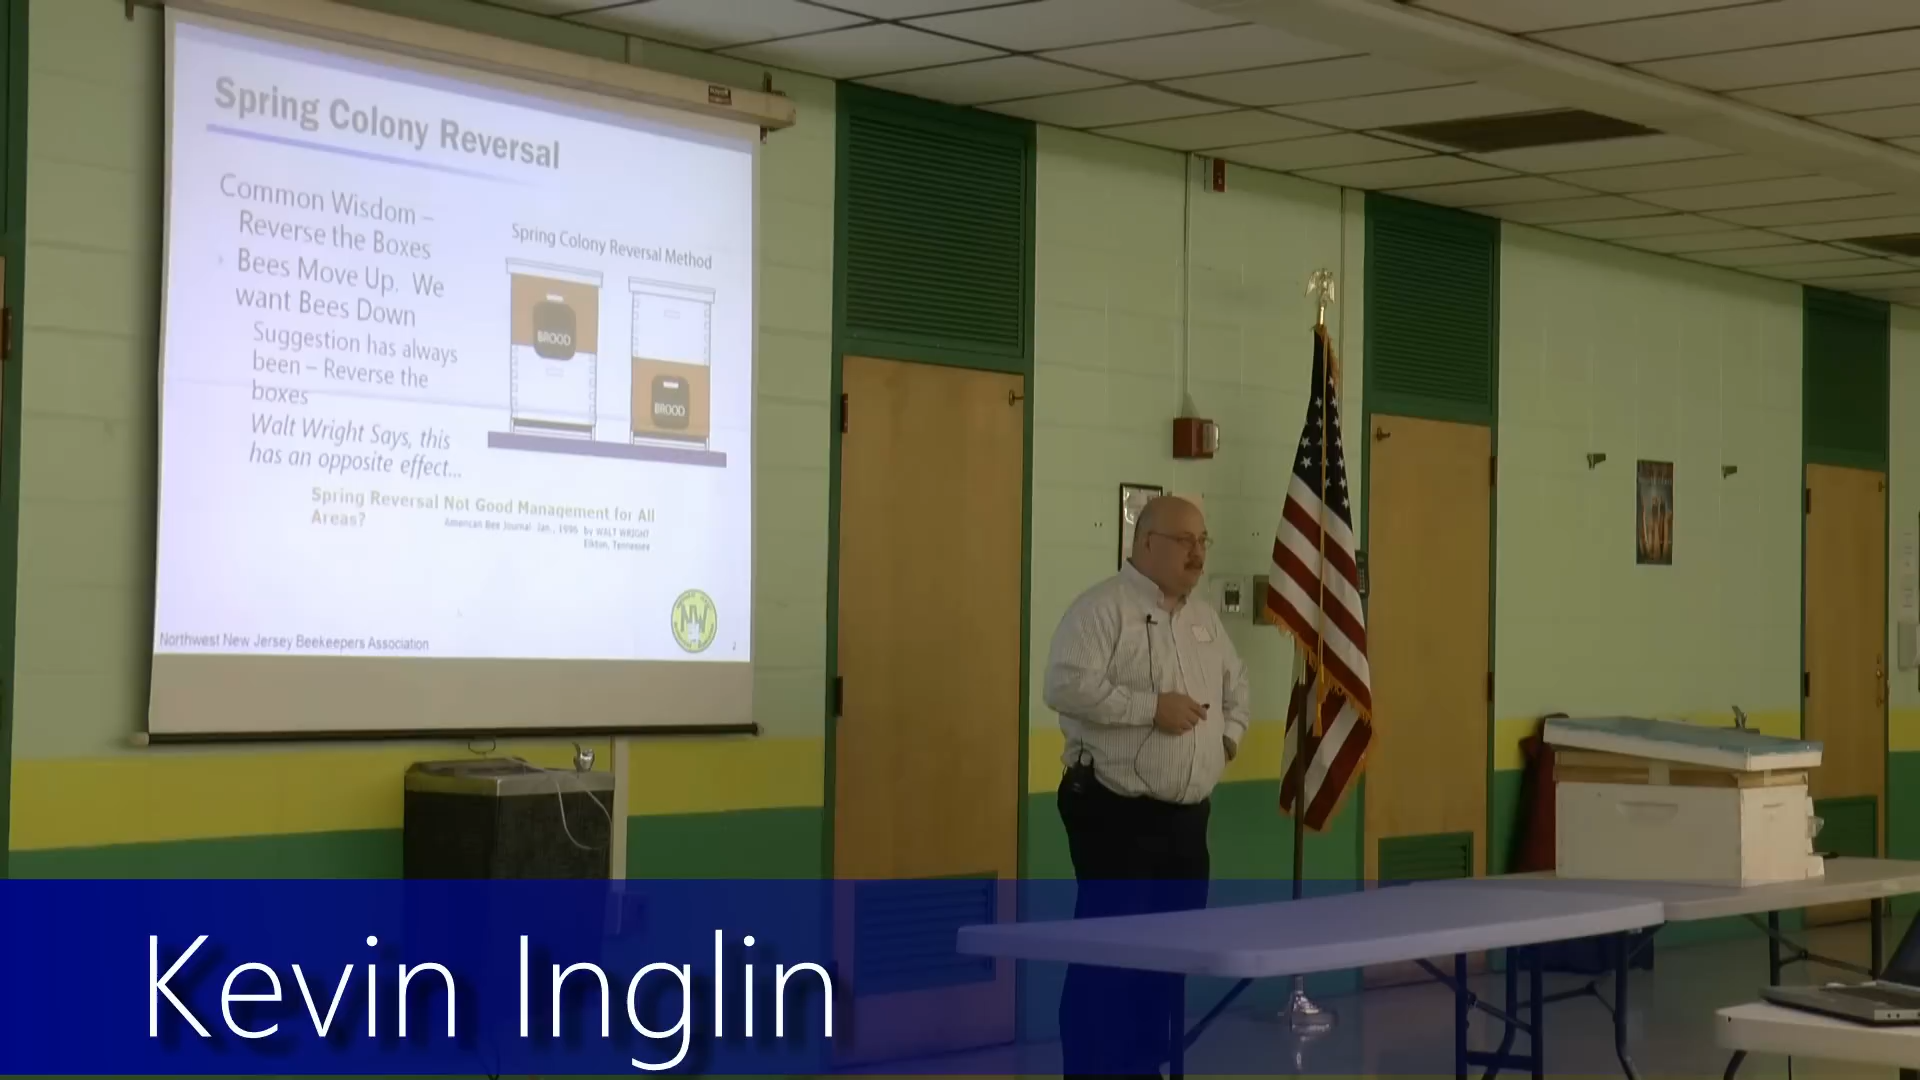 Spring Colony Reversal
Common Wisdom –
Reverse the Boxes
Bees Move Up. We
want Bees Down
Suggestion has always
been – Reverse the
boxes
Walt Wright Says, this
has an opposite effect...
Spring Colony Reversal Method
BROOD
BROOD
Spring Reversal Not Good Management for All
Areas?
American Bee Journal Jan., 1996 by WALT WRIGHT
Elkton, Tennessee
NW
Northwest New Jersey Beekeepers Association
2
Kevin Inglin